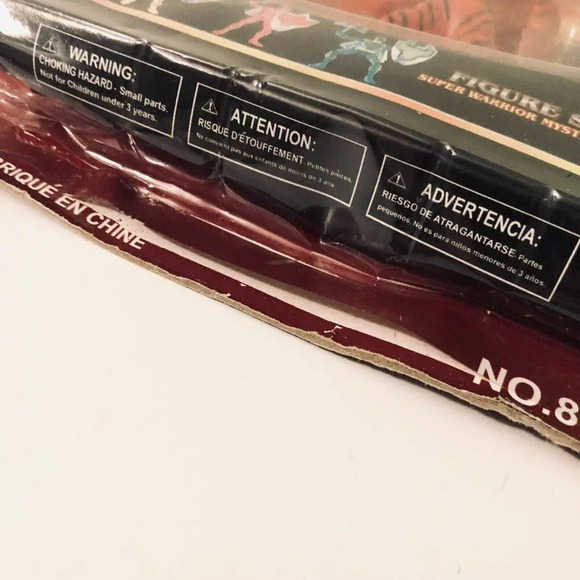 FIGURE S
SUPER WARRIOR MYST
WARNING:
CHOKING HAZARD - Small parts.
Not for Children under 3 years.
ATTENTION:
RISQUE D'ÉTOUFFEMENT - Petites pièces.
Ne convient pas aux enfants de moins de 3 ans.
ADVERTENCIA:
RIESGO DE ATRAGANTARSE - Partes
pequeños. No es para niños menores de 3 años.
BRIQUÉ EN CHINE
NO.8